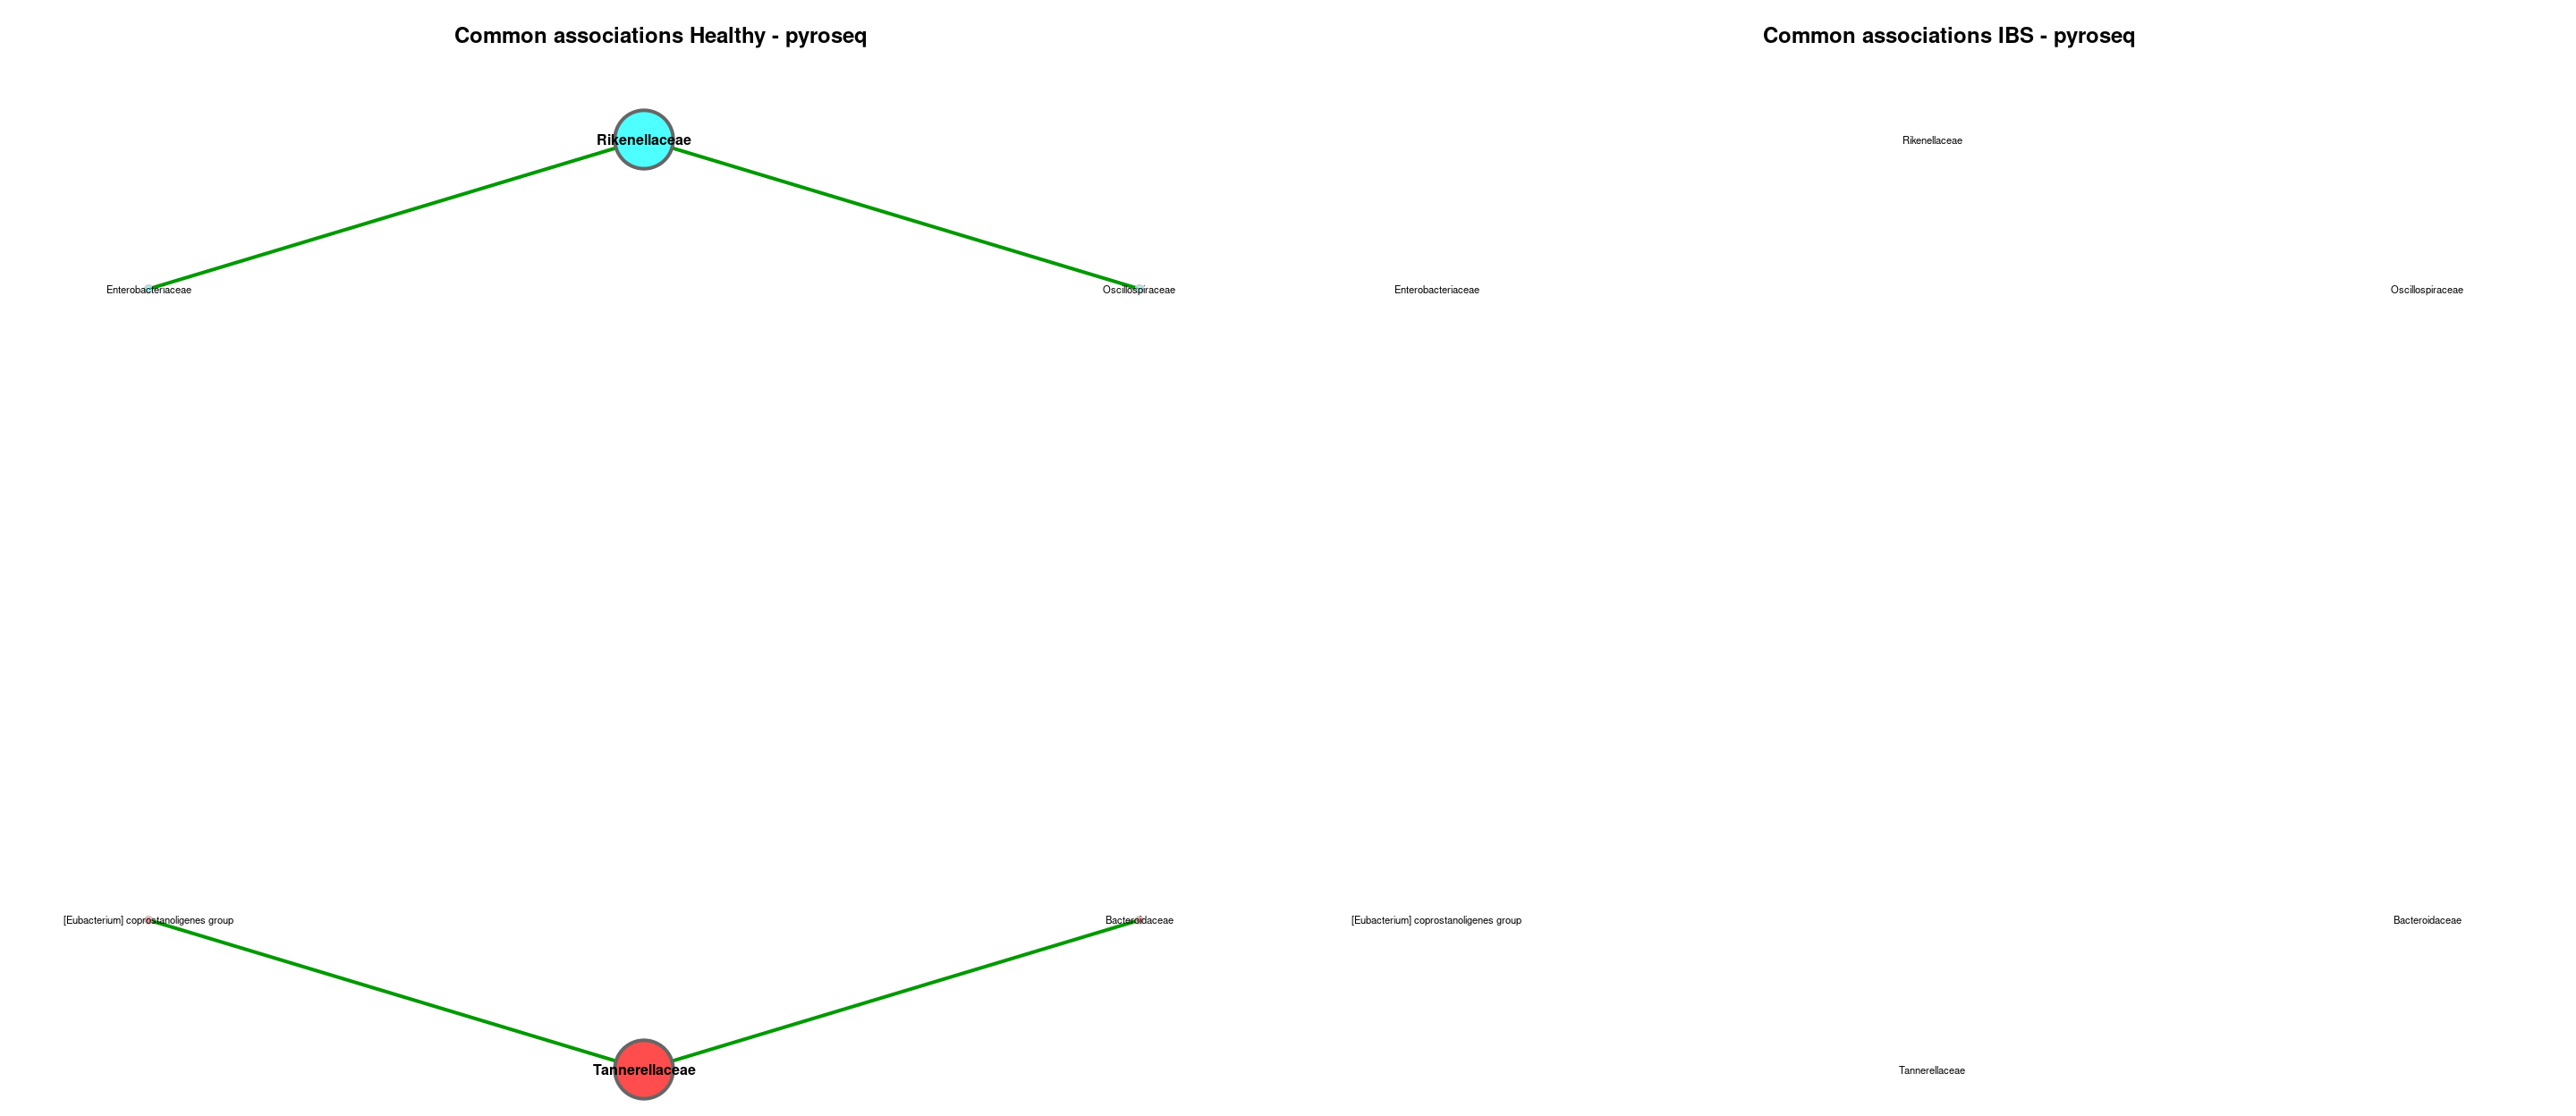 Common associations Healthy - pyroseq
Rikenellaceae
Enterobacteriaceae
Oscillospiraceae
[Eubacterium] coprostanoligenes group
Bacteroidaceae
Tannerellaceae
Common associations IBS - pyroseq
Rikenellaceae
Enterobacteriaceae
Oscillospiraceae
[Eubacterium] coprostanoligenes group
Bacteroidaceae
Tannerellaceae